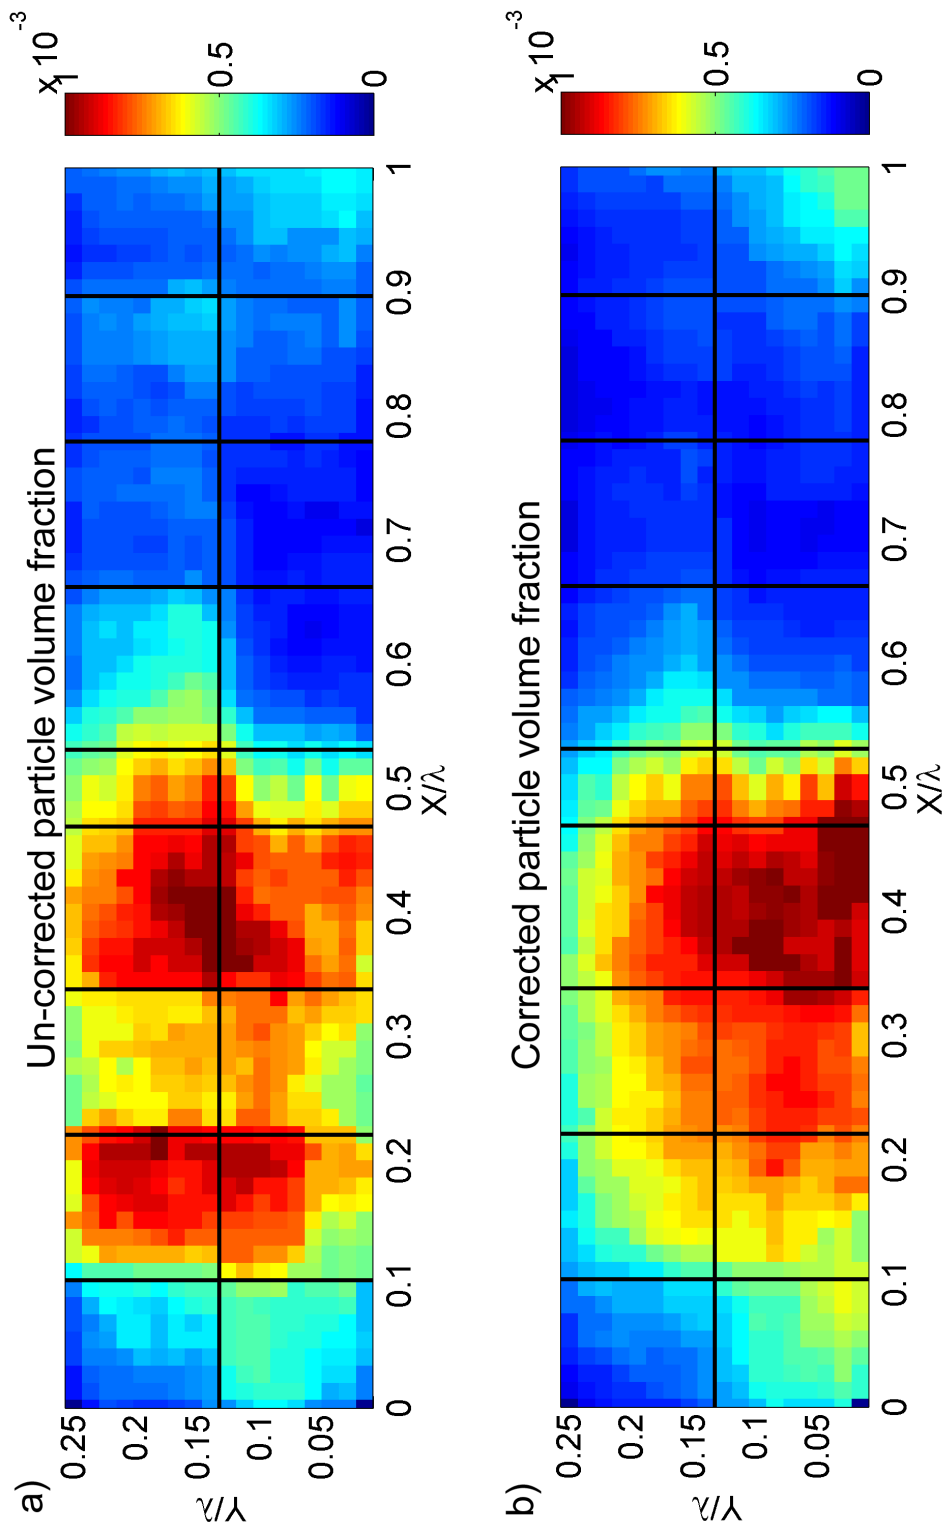 a)
Un-corrected particle volume fraction
x 10-3
1
0.5
0
0.25
0.2
0.15
0.1
0.05
Y/λ
0 0.1 0.2 0.3 0.4 0.5 0.6 0.7 0.8 0.9 1
X/λ
b)
Corrected particle volume fraction
x 10-3
1
0.5
0
0.25
0.2
0.15
0.1
0.05
Y/λ
0 0.1 0.2 0.3 0.4 0.5 0.6 0.7 0.8 0.9 1
X/λ